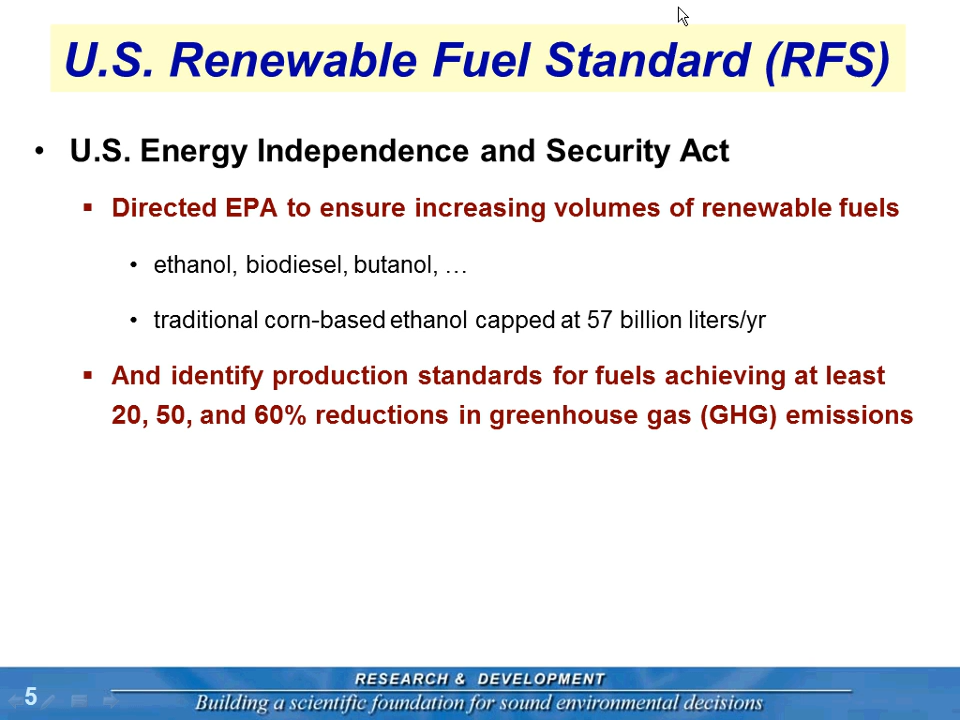 U.S. Renewable Fuel Standard (RFS)
• U.S. Energy Independence and Security Act
▪ Directed EPA to ensure increasing volumes of renewable fuels
• ethanol, biodiesel, butanol, …
• traditional corn-based ethanol capped at 57 billion liters/yr
▪ And identify production standards for fuels achieving at least
20, 50, and 60% reductions in greenhouse gas (GHG) emissions
RESEARCH & DEVELOPMENT
5
Building a scientific foundation for sound environmental decisions